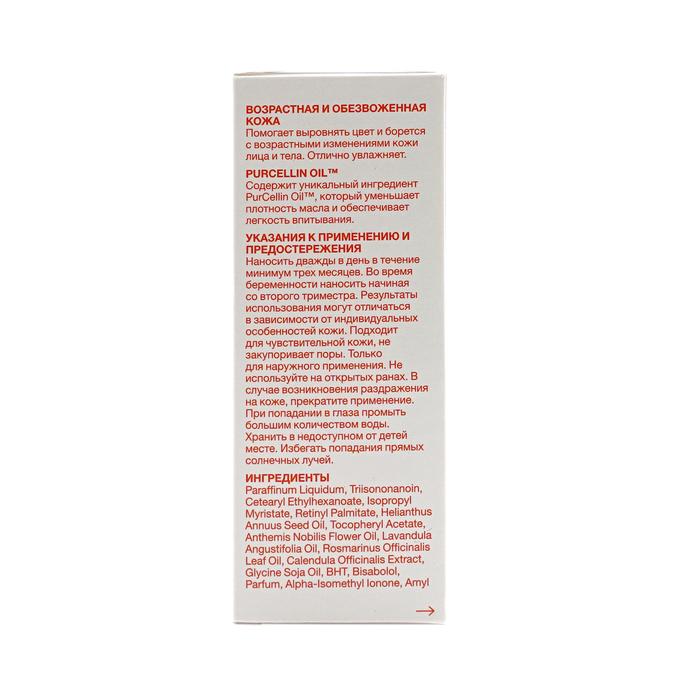 ВОЗРАСТНАЯ И ОБЕЗВОЖЕННАЯ
КОЖА
Помогает выровнять цвет и борется
с возрастными изменениями кожи
лица и тела. Отлично увлажняет.
PURCELLIN OIL™
Содержит уникальный ингредиент
PurCellin Oil™, который уменьшает
плотность масла и обеспечивает
легкость впитывания.
УКАЗАНИЯ К ПРИМЕНЕНИЮ И
ПРЕДОСТЕРЕЖЕНИЯ
Наносить дважды в день в течение
минимум трех месяцев. Во время
беременности наносить начиная
со второго триместра. Результаты
использования могут отличаться
в зависимости от индивидуальных
особенностей кожи. Подходит
для чувствительной кожи, не
закупоривает поры. Только
для наружного применения. Не
используйте на открытых ранах. В
случае возникновения раздражения
на коже, прекратите применение.
При попадании в глаза промыть
большим количеством воды.
Хранить в недоступном от детей
месте. Избегать попадания прямых
солнечных лучей.
ИНГРЕДИЕНТЫ
Paraffinum Liquidum, Triisononanoin,
Cetearyl Ethylhexanoate, Isopropyl
Myristate, Retinyl Palmitate, Helianthus
Annuus Seed Oil, Tocopheryl Acetate,
Anthemis Nobilis Flower Oil, Lavandula
Angustifolia Oil, Rosmarinus Officinalis
Leaf Oil, Calendula Officinalis Extract,
Glycine Soja Oil, BHT, Bisabolol,
Parfum, Alpha-Isomethyl Ionone, Amyl